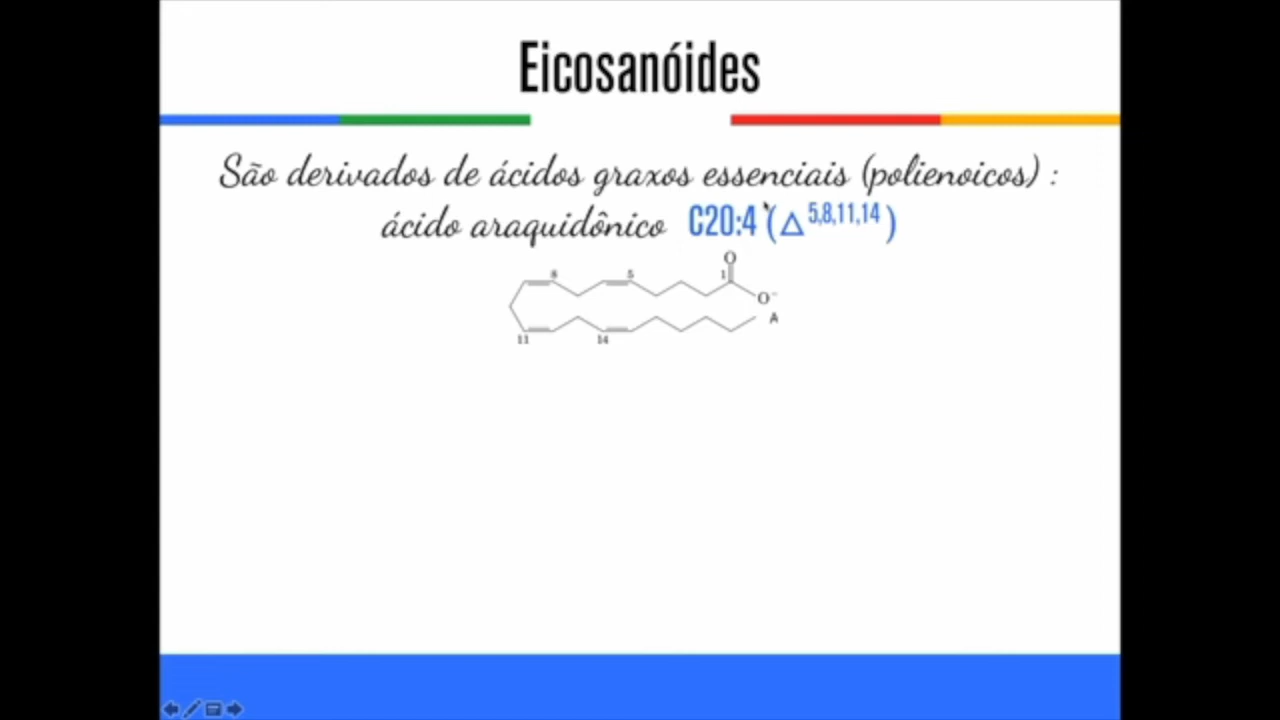 Eicosanóides
São derivados de ácidos graxos essenciais (polienoicos) :
ácido araquidônico C20:4 (Δ5,8,11,14)
O
8 5 1
O-
A
11 14